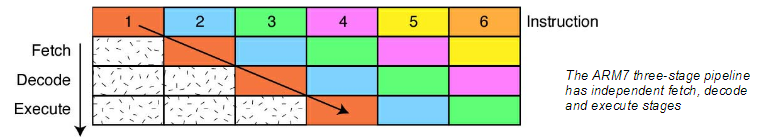 1 2 3 4 5 6 Instruction
Fetch
Decode
Execute
The ARM7 three-stage pipeline
has independent fetch, decode
and execute stages